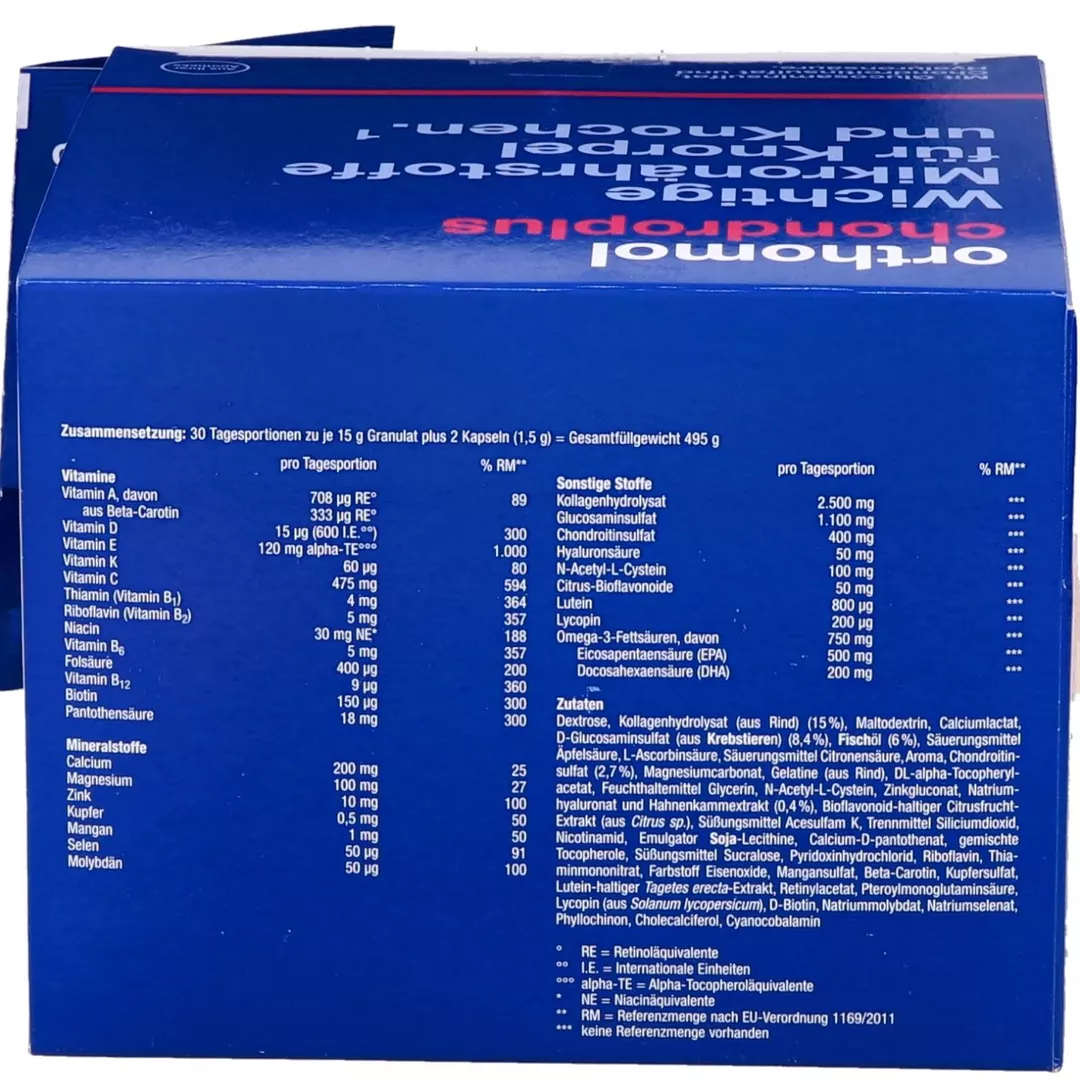 Aus Ihrer
Apotheke
Mit Glucosaminsulfat,
Chondroitinsulfat und
Hyaluronsäure.
orthomol
chondroplus
Wichtige
Mikronährstoffe
für Knorpel
und Knochen.¹
Zusammensetzung: 30 Tagesportionen zu je 15 g Granulat plus 2 Kapseln (1,5 g) = Gesamtfüllgewicht 495 g
pro Tagesportion % RM**
Vitamine
Vitamin A, davon 708 µg RE° 89
aus Beta-Carotin 333 µg RE°
Vitamin D 15 µg (600 I.E.°°) 300
Vitamin E 120 mg alpha-TE°°° 1.000
Vitamin K 60 µg 80
Vitamin C 475 mg 594
Thiamin (Vitamin B₁) 4 mg 364
Riboflavin (Vitamin B₂) 5 mg 357
Niacin 30 mg NE* 188
Vitamin B₆ 5 mg 357
Folsäure 400 µg 200
Vitamin B₁₂ 9 µg 360
Biotin 150 µg 300
Pantothensäure 18 mg 300
Mineralstoffe
Calcium 200 mg 25
Magnesium 100 mg 27
Zink 10 mg 100
Kupfer 0,5 mg 50
Mangan 1 mg 50
Selen 50 µg 91
Molybdän 50 µg 100
pro Tagesportion % RM**
Sonstige Stoffe
Kollagenhydrolysat 2.500 mg ***
Glucosaminsulfat 1.100 mg ***
Chondroitinsulfat 400 mg ***
Hyaluronsäure 50 mg ***
N-Acetyl-L-Cystein 100 mg ***
Citrus-Bioflavonoide 50 mg ***
Lutein 800 µg ***
Lycopin 200 µg ***
Omega-3-Fettsäuren, davon 750 mg ***
Eicosapentaensäure (EPA) 500 mg ***
Docosahexaensäure (DHA) 200 mg ***
Zutaten
Dextrose, Kollagenhydrolysat (aus Rind) (15 %), Maltodextrin, Calciumlactat,
D-Glucosaminsulfat (aus Krebstieren) (8,4 %), Fischöl (6 %), Säuerungsmittel
Äpfelsäure, L-Ascorbinsäure, Säuerungsmittel Citronensäure, Aroma, Chondroitin-
sulfat (2,7 %), Magnesiumcarbonat, Gelatine (aus Rind), DL-alpha-Tocopheryl-
acetat, Feuchthaltemittel Glycerin, N-Acetyl-L-Cystein, Zinkgluconat, Natrium-
hyaluronat und Hahnenkammextrakt (0,4 %), Bioflavonoid-haltiger Citrusfrucht-
Extrakt (aus Citrus sp.), Süßungsmittel Acesulfam K, Trennmittel Siliciumdioxid,
Nicotinamid, Emulgator Soja-Lecithine, Calcium-D-pantothenat, gemischte
Tocopherole, Süßungsmittel Sucralose, Pyridoxinhydrochlorid, Riboflavin, Thia-
minmononitrat, Farbstoff Eisenoxide, Mangansulfat, Beta-Carotin, Kupfersulfat,
Lutein-haltiger Tagetes erecta-Extrakt, Retinylacetat, Pteroylmonoglutaminsäure,
Lycopin (aus Solanum lycopersicum), D-Biotin, Natriummolybdat, Natriumselenat,
Phyllochinon, Cholecalciferol, Cyanocobalamin
° RE = Retinoläquivalente
°° I.E. = Internationale Einheiten
°°° alpha-TE = Alpha-Tocopheroläquivalente
* NE = Niacinäquivalente
** RM = Referenzmenge nach EU-Verordnung 1169/2011
*** keine Referenzmenge vorhanden